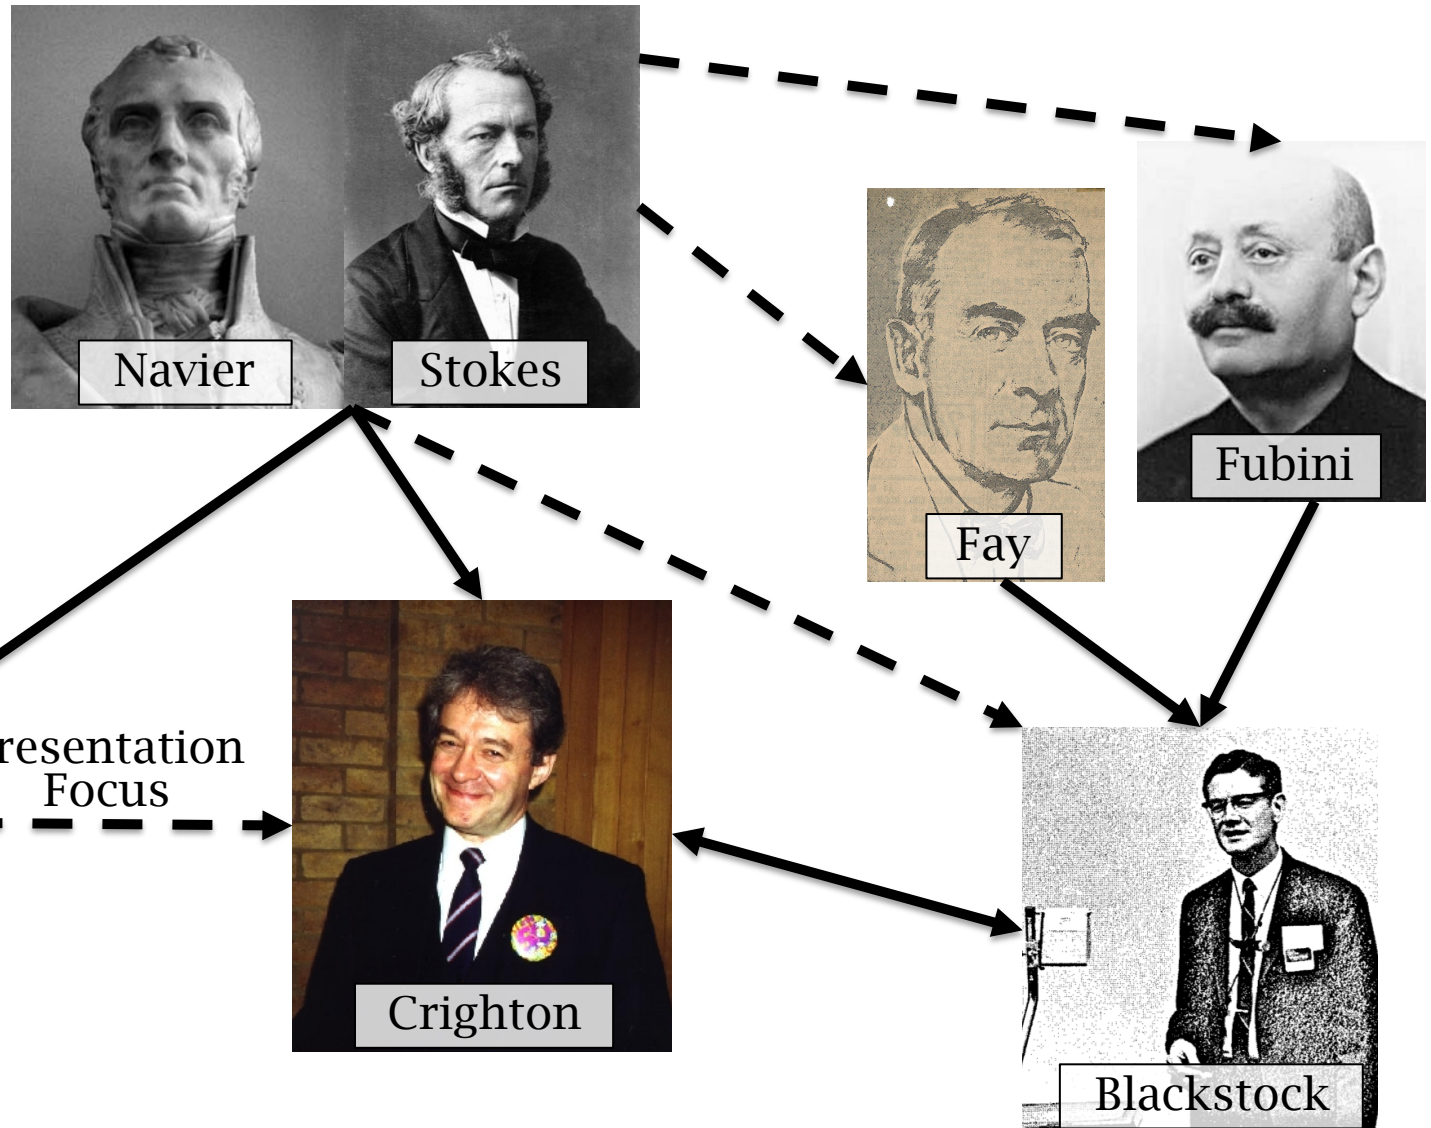 Navier
Stokes
Fubini
Fay
resentation
Focus
Crighton
Blackstock